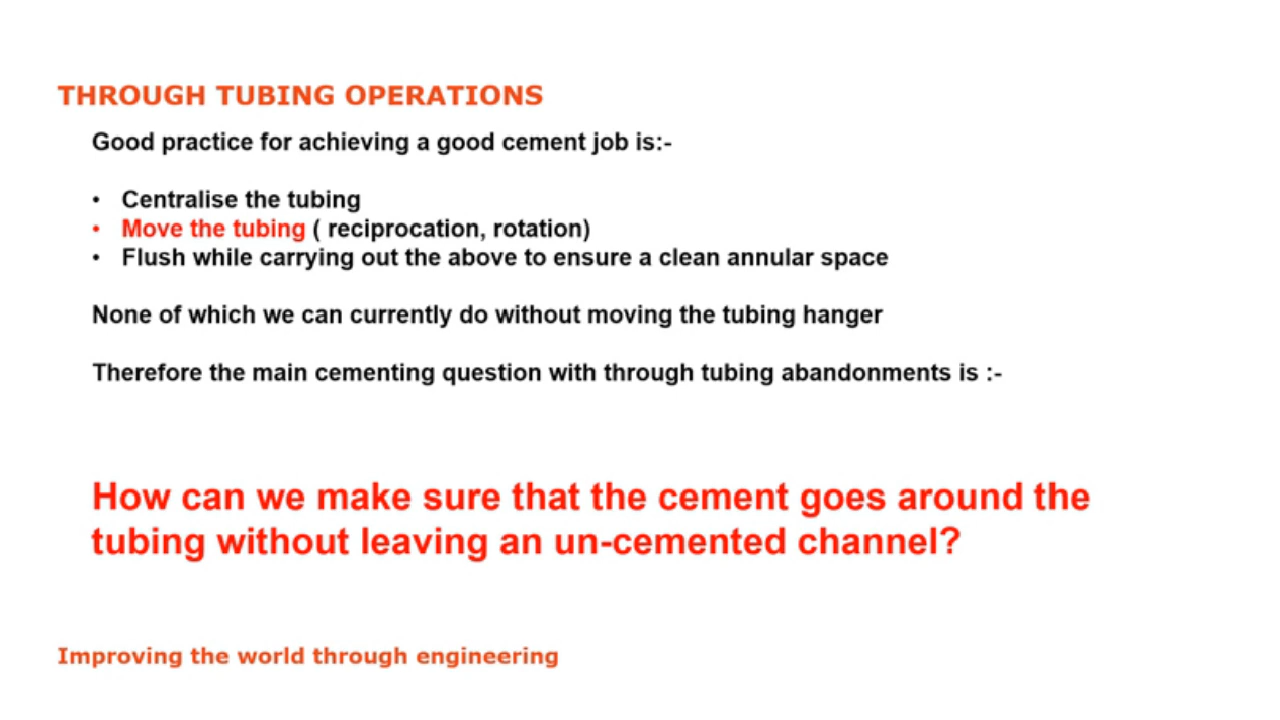 THROUGH TUBING OPERATIONS
Good practice for achieving a good cement job is:-
• Centralise the tubing
• Move the tubing ( reciprocation, rotation)
• Flush while carrying out the above to ensure a clean annular space
None of which we can currently do without moving the tubing hanger
Therefore the main cementing question with through tubing abandonments is :-
How can we make sure that the cement goes around the
tubing without leaving an un-cemented channel?
Improving the world through engineering